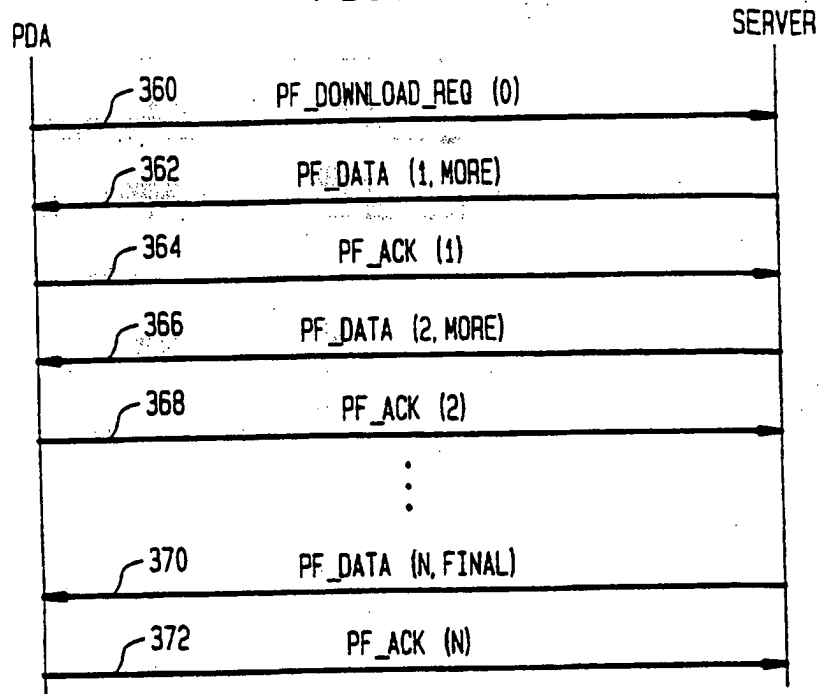 PDA
SERVER
360 PF_DOWNLOAD_REQ (0)
362 PF_DATA (1, MORE)
364 PF_ACK (1)
366 PF_DATA (2, MORE)
368 PF_ACK (2)
370 PF_DATA (N, FINAL)
372 PF_ACK (N)